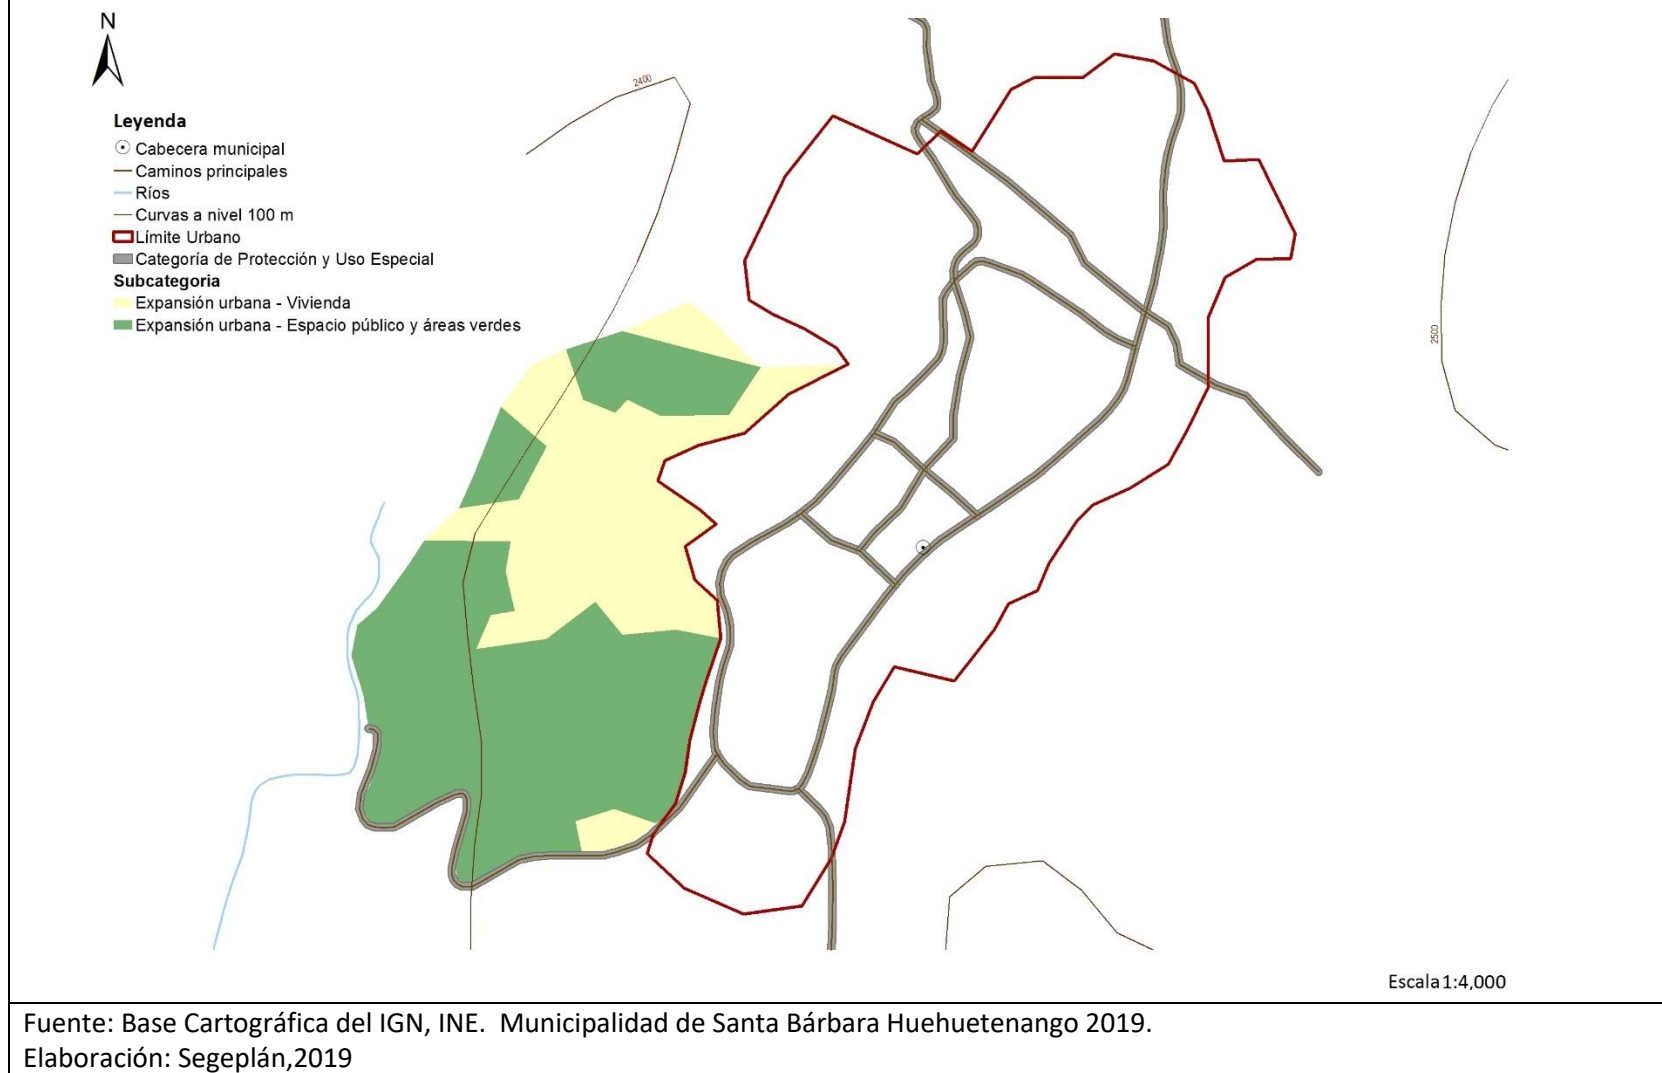 N
2400
Leyenda
Cabecera municipal
Caminos principales
Ríos
Curvas a nivel 100 m
Límite Urbano
Categoría de Protección y Uso Especial
Subcategoria
Expansión urbana - Vivienda
Expansión urbana - Espacio público y áreas verdes
2500
Escala 1:4,000
Fuente: Base Cartográfica del IGN, INE.  Municipalidad de Santa Bárbara Huehuetenango 2019.
Elaboración: Segeplán,2019